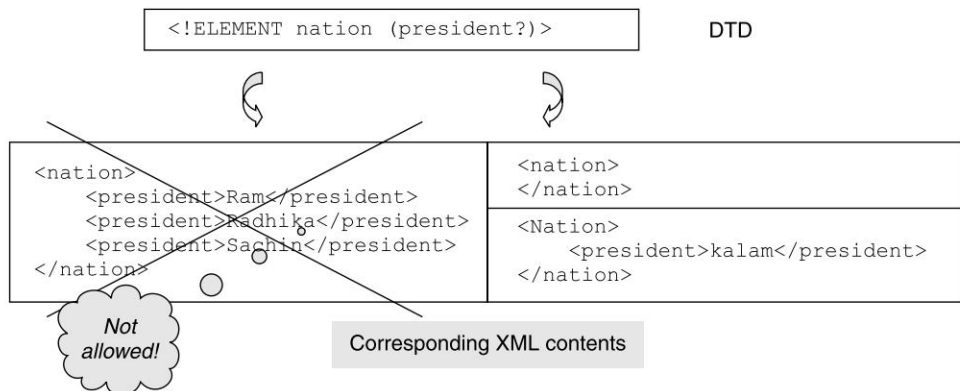 <!ELEMENT nation (president?)>
DTD
<nation>
<president>Ram</president>
<president>Radhika</president>
<president>Sachin</president>
</nation>
<nation>
</nation>
<Nation>
<president>kalam</president>
</nation>
Not
allowed!
Corresponding XML contents